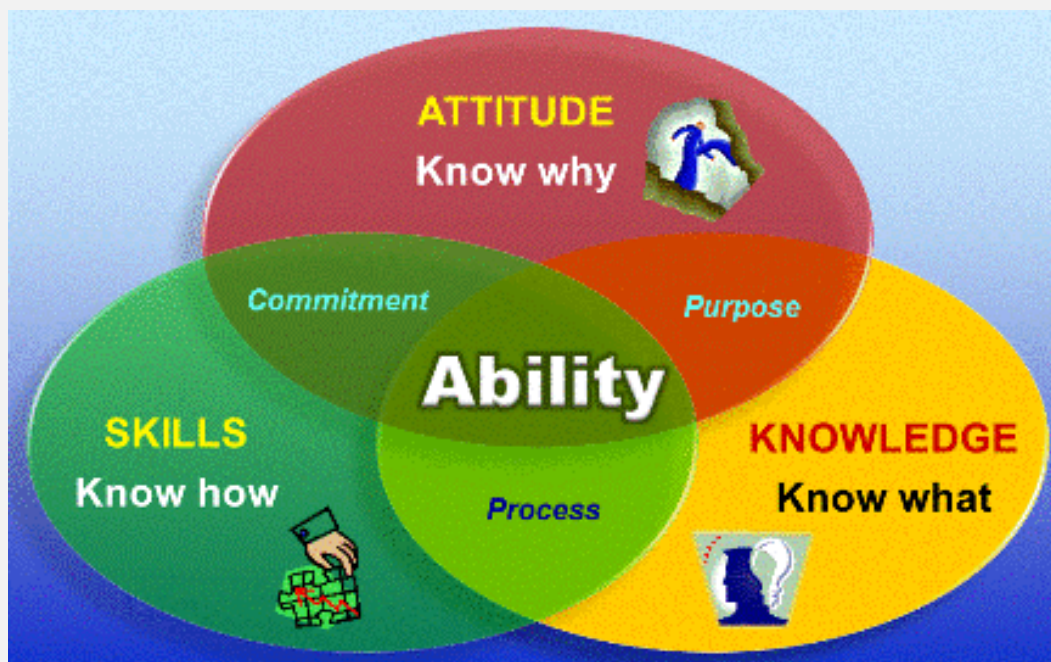 ATTITUDE
Know why
Commitment
Purpose
Ability
SKILLS
Know how
KNOWLEDGE
Know what
Process